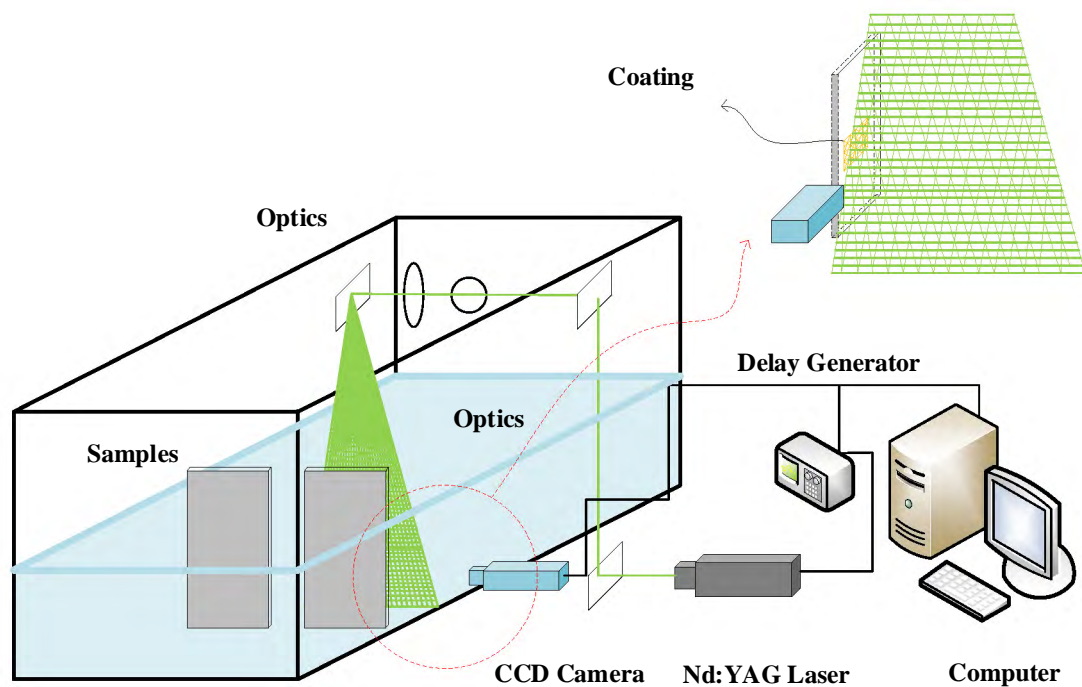 Coating
Optics
Delay Generator
Optics
Samples
CCD Camera
Nd:YAG Laser
Computer